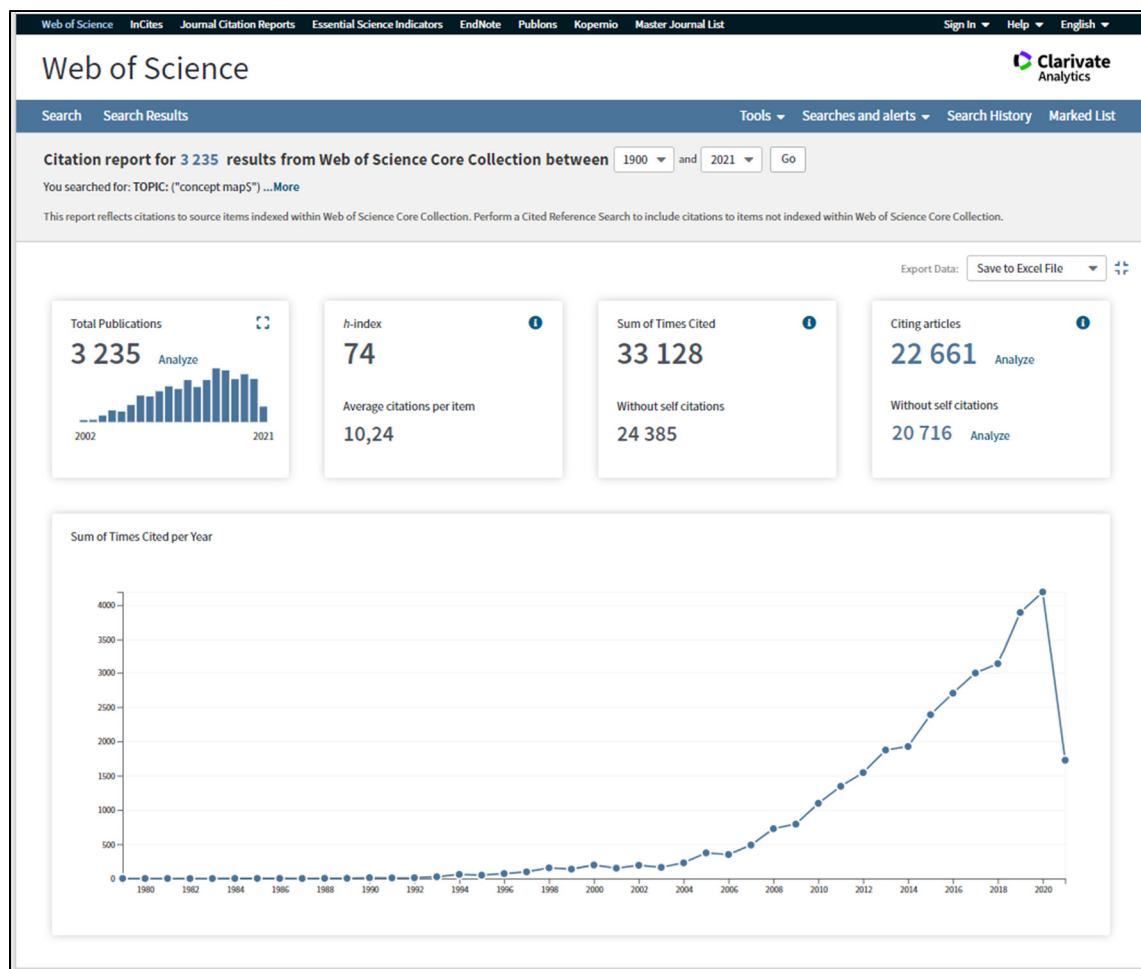 Web of Science InCites Journal Citation Reports Essential Science Indicators EndNote Publons Kopernio Master Journal List Sign In Help English
Web of Science
Clarivate
Analytics
Search Search Results Tools Searches and alerts Search History Marked List
Citation report for 3 235 results from Web of Science Core Collection between 1900 and 2021 Go
You searched for: TOPIC: ("concept map$") ...More
This report reflects citations to source items indexed within Web of Science Core Collection. Perform a Cited Reference Search to include citations to items not indexed within Web of Science Core Collection.
Export Data: Save to Excel File
Total Publications
3 235 Analyze
2002 2021
h-index
74
Average citations per item
10,24
Sum of Times Cited
33 128
Without self citations
24 385
Citing articles
22 661 Analyze
Without self citations
20 716 Analyze
Sum of Times Cited per Year
4000
3500
3000
2500
2000
1500
1000
500
0
1980 1982 1984 1986 1988 1990 1992 1994 1996 1998 2000 2002 2004 2006 2008 2010 2012 2014 2016 2018 2020